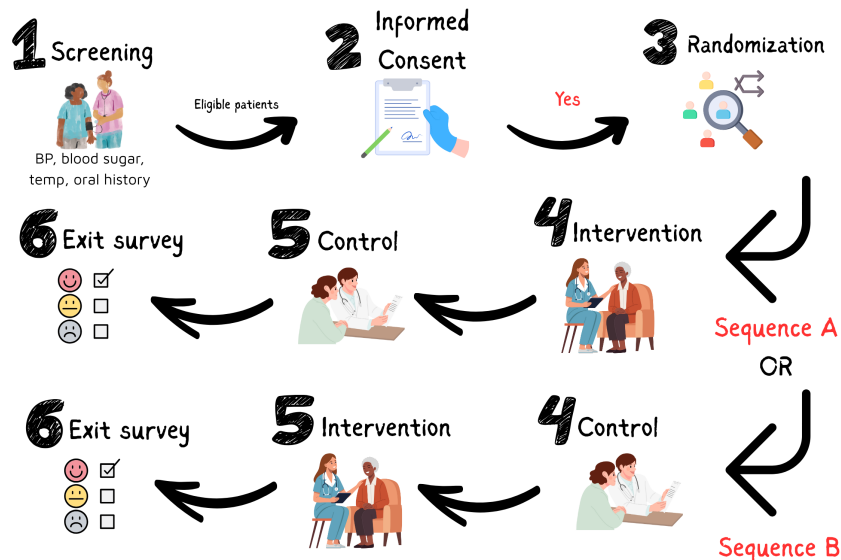 1 Screening
BP, blood sugar,
temp, oral history
Eligible patients
2 Informed
Consent
Yes
3 Randomization
6 Exit survey
5 Control
4 Intervention
Sequence A
OR
6 Exit survey
5 Intervention
4 Control
Sequence B